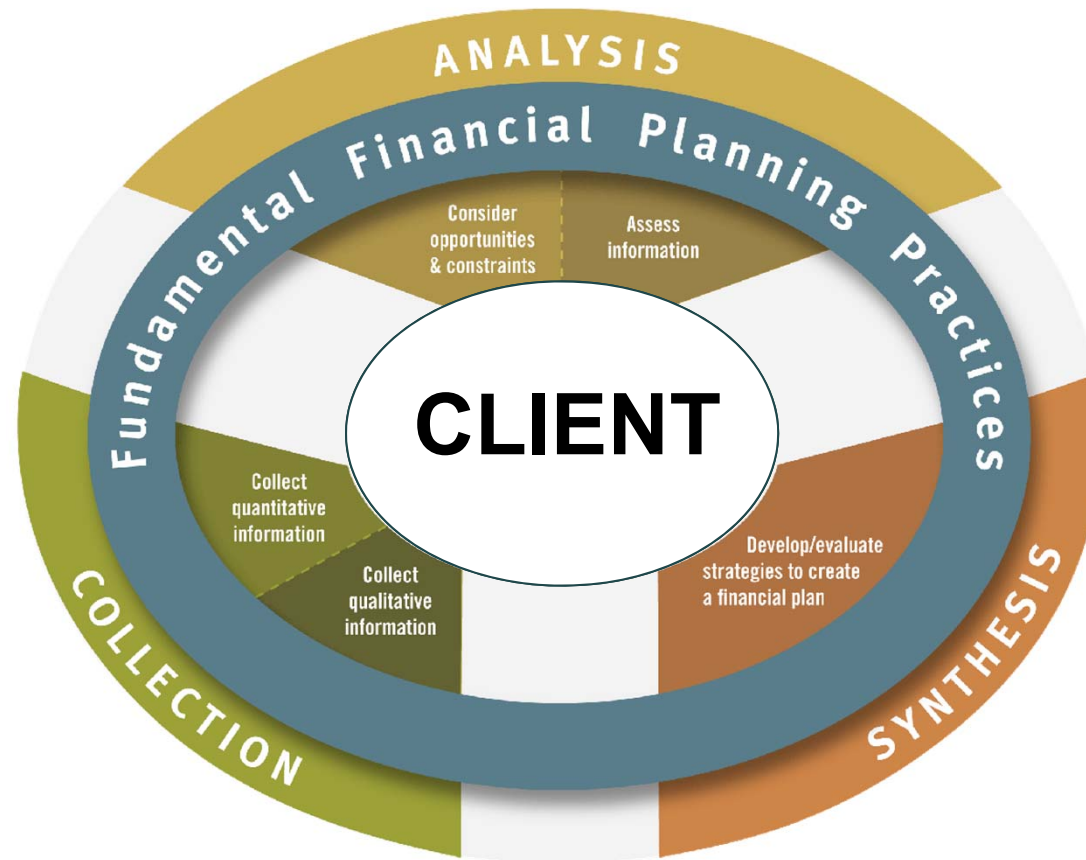 ANALYSIS
Fundamental Financial Planning Practices
Consider
opportunities
& constraints
Assess
information
CLIENT
Collect
quantitative
information
Collect
qualitative
information
Develop/evaluate
strategies to create
a financial plan
COLLECTION
SYNTHESIS